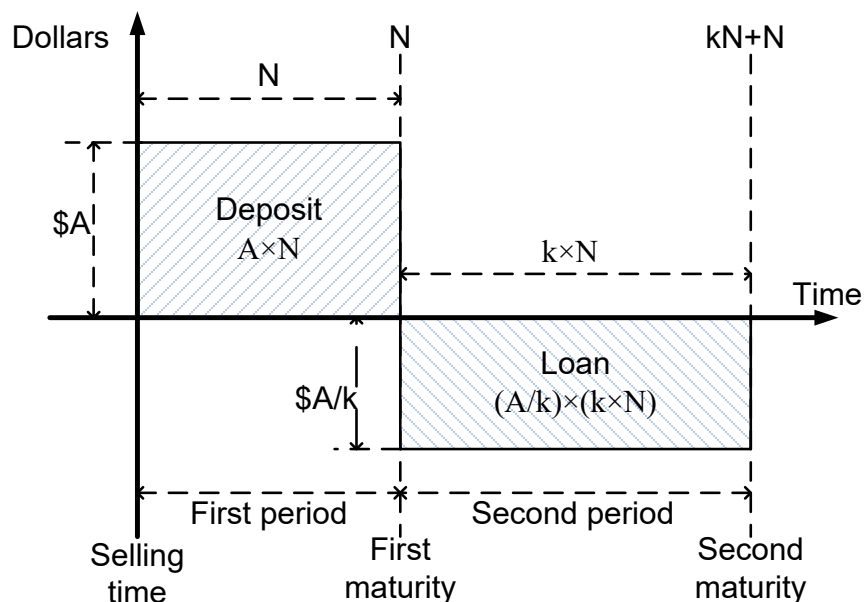 Dollars
N
kN+N
N
$A
Deposit
A×N
k×N
Time
$A/k
Loan
(A/k)×(k×N)
First period
Second period
Selling
time
First
maturity
Second
maturity